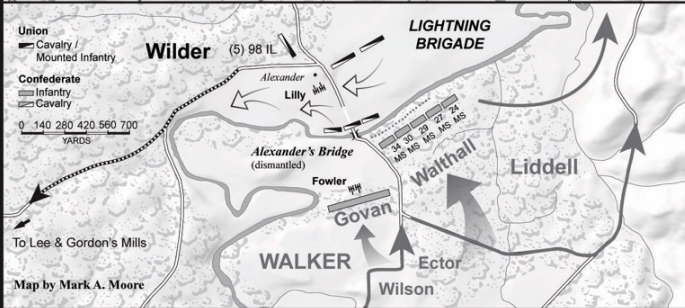 Union
Cavalry /
Mounted Infantry
Confederate
Infantry
Cavalry
0 140 280 420 560 700
YARDS
Wilder
(5) 98 IL
LIGHTNING
BRIGADE
Alexander
Lilly
Alexander's Bridge
(dismantled)
34 MS
30 MS
29 MS
27 MS
24 MS
Walthall
Liddell
Fowler
Govan
WALKER
Ector
Wilson
To Lee & Gordon's Mills
Map by Mark A. Moore